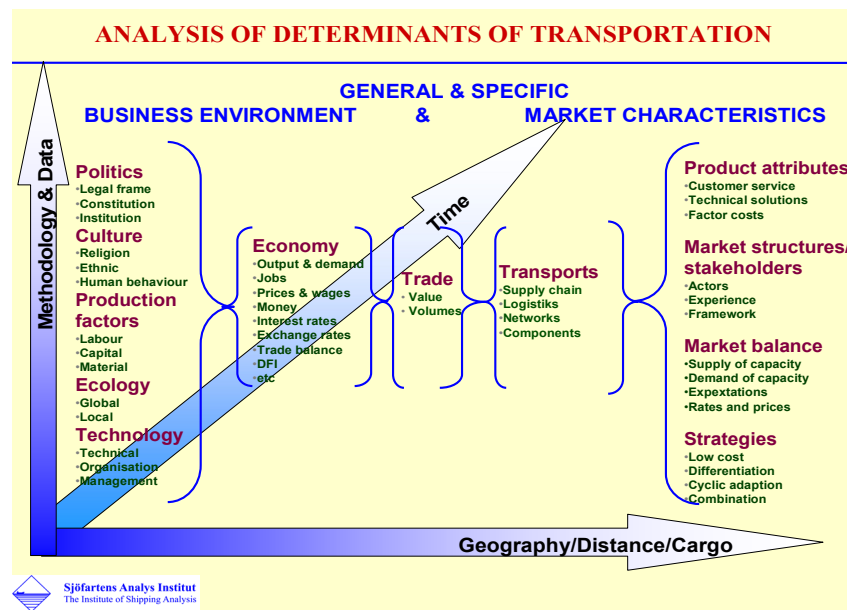 ANALYSIS OF DETERMINANTS OF TRANSPORTATION
GENERAL & SPECIFIC
BUSINESS ENVIRONMENT & MARKET CHARACTERISTICS
Methodology & Data
Politics
•Legal frame
•Constitution
•Institution
Culture
•Religion
•Ethnic
•Human behaviour
Production
factors
•Labour
•Capital
•Material
Ecology
•Global
•Local
Technology
•Technical
•Organisation
•Management
Economy
•Output & demand
•Jobs
•Prices & wages
•Money
•Interest rates
•Exchange rates
•Trade balance
•DFI
•etc
Time
Trade
• Value
• Volumes
Transports
•Supply chain
•Logistiks
•Networks
•Components
Product attributes
•Customer service
•Technical solutions
•Factor costs
Market structures/
stakeholders
•Actors
•Experience
•Framework
Market balance
•Supply of capacity
•Demand of capacity
•Expextations
•Rates and prices
Strategies
•Low cost
•Differentiation
•Cyclic adaption
•Combination
Geography/Distance/Cargo
Sjöfartens Analys Institut
The Institute of Shipping Analysis